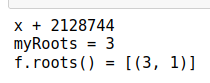 x + 2128744
myRoots = 3
f.roots() = [(3, 1)]